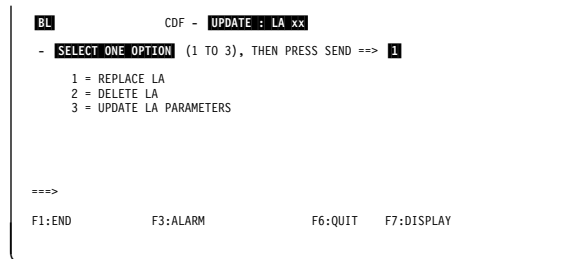 BL CDF - UPDATE : LA xx
- SELECT ONE OPTION (1 TO 3), THEN PRESS SEND ==> 1
1 = REPLACE LA
2 = DELETE LA
3 = UPDATE LA PARAMETERS
===>
F1:END F3:ALARM F6:QUIT F7:DISPLAY